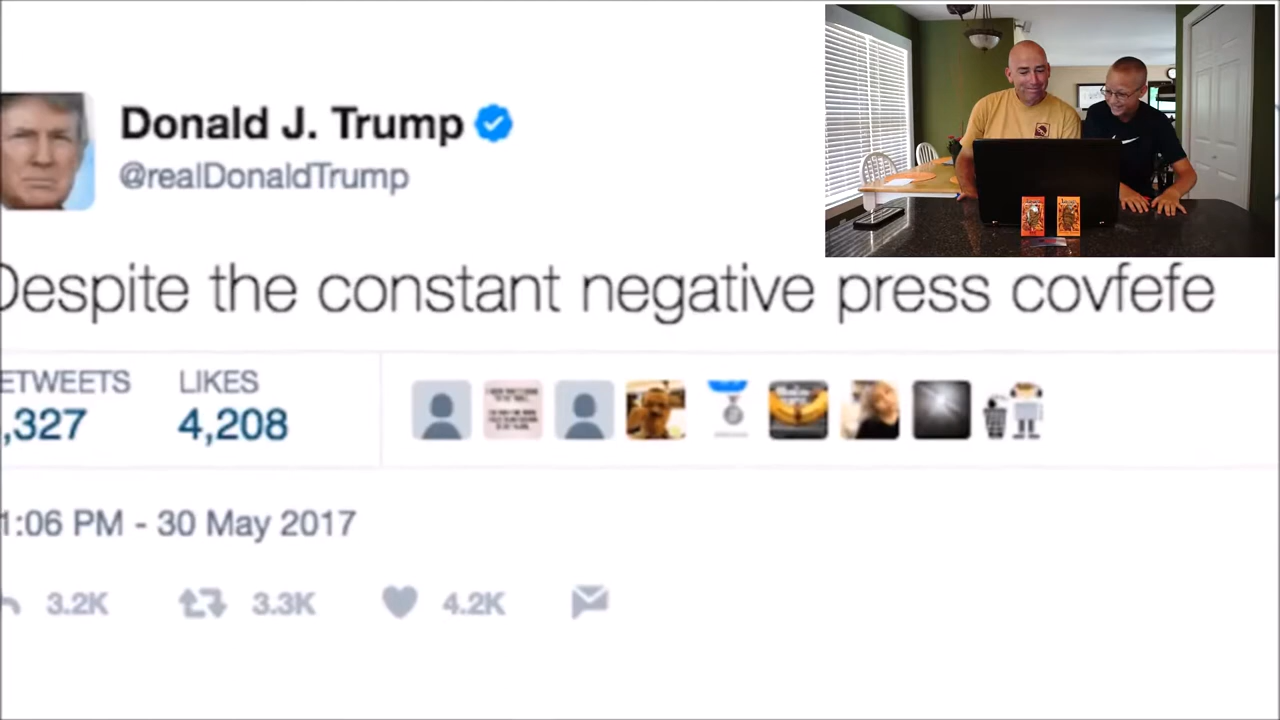 Donald J. Trump
@realDonaldTrump
Despite the constant negative press covfefe
ETWEETS LIKES
,327 4,208
1:06 PM - 30 May 2017
3.2K 3.3K 4.2K